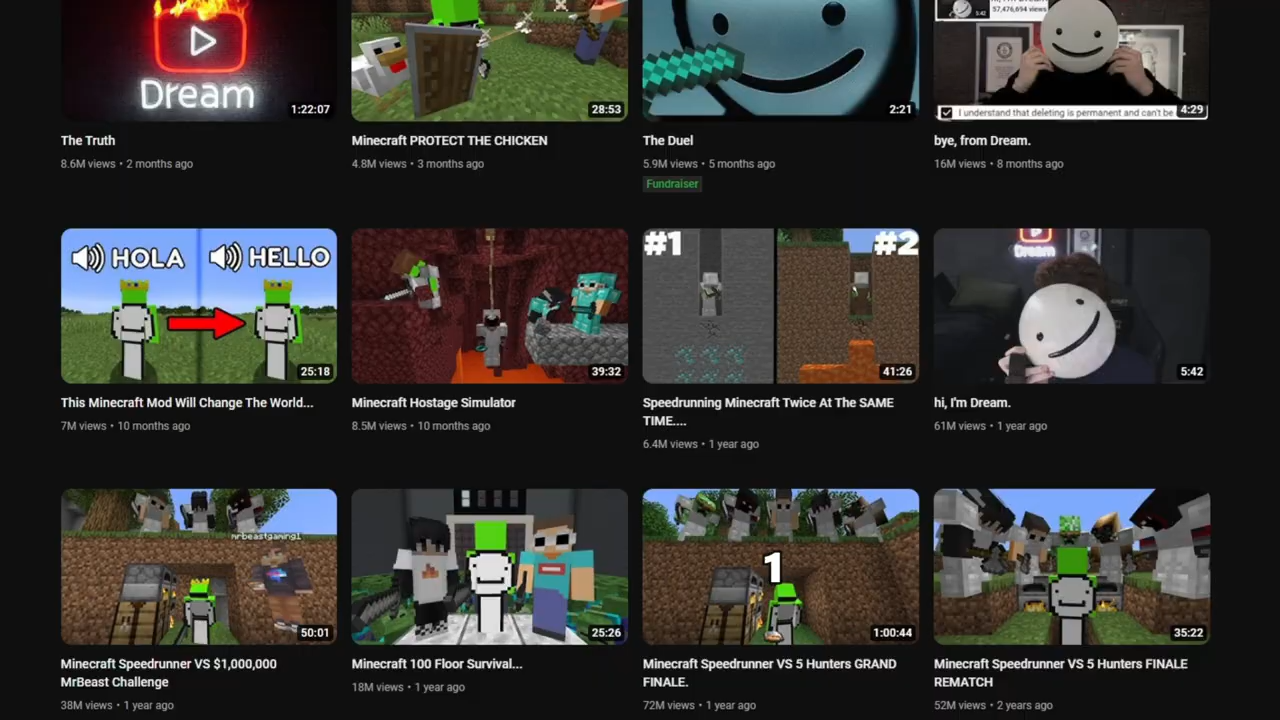 57,476,694 views
5:42
Dream
1:22:07
28:53
2:21
I understand that deleting is permanent and can't be
4:29
The Truth
Minecraft PROTECT THE CHICKEN
The Duel
bye, from Dream.
8.6M views • 2 months ago
4.8M views • 3 months ago
5.9M views • 5 months ago
16M views • 8 months ago
Fundraiser
HOLA
HELLO
25:18
39:32
#1
#2
41:26
Dream
5:42
This Minecraft Mod Will Change The World...
Minecraft Hostage Simulator
Speedrunning Minecraft Twice At The SAME
TIME....
hi, I'm Dream.
7M views • 10 months ago
8.5M views • 10 months ago
6.4M views • 1 year ago
61M views • 1 year ago
mrbeastgaming1
50:01
25:26
1
1:00:44
35:22
Minecraft Speedrunner VS $1,000,000
MrBeast Challenge
Minecraft 100 Floor Survival...
Minecraft Speedrunner VS 5 Hunters GRAND
FINALE.
Minecraft Speedrunner VS 5 Hunters FINALE
REMATCH
38M views • 1 year ago
18M views • 1 year ago
72M views • 1 year ago
52M views • 2 years ago